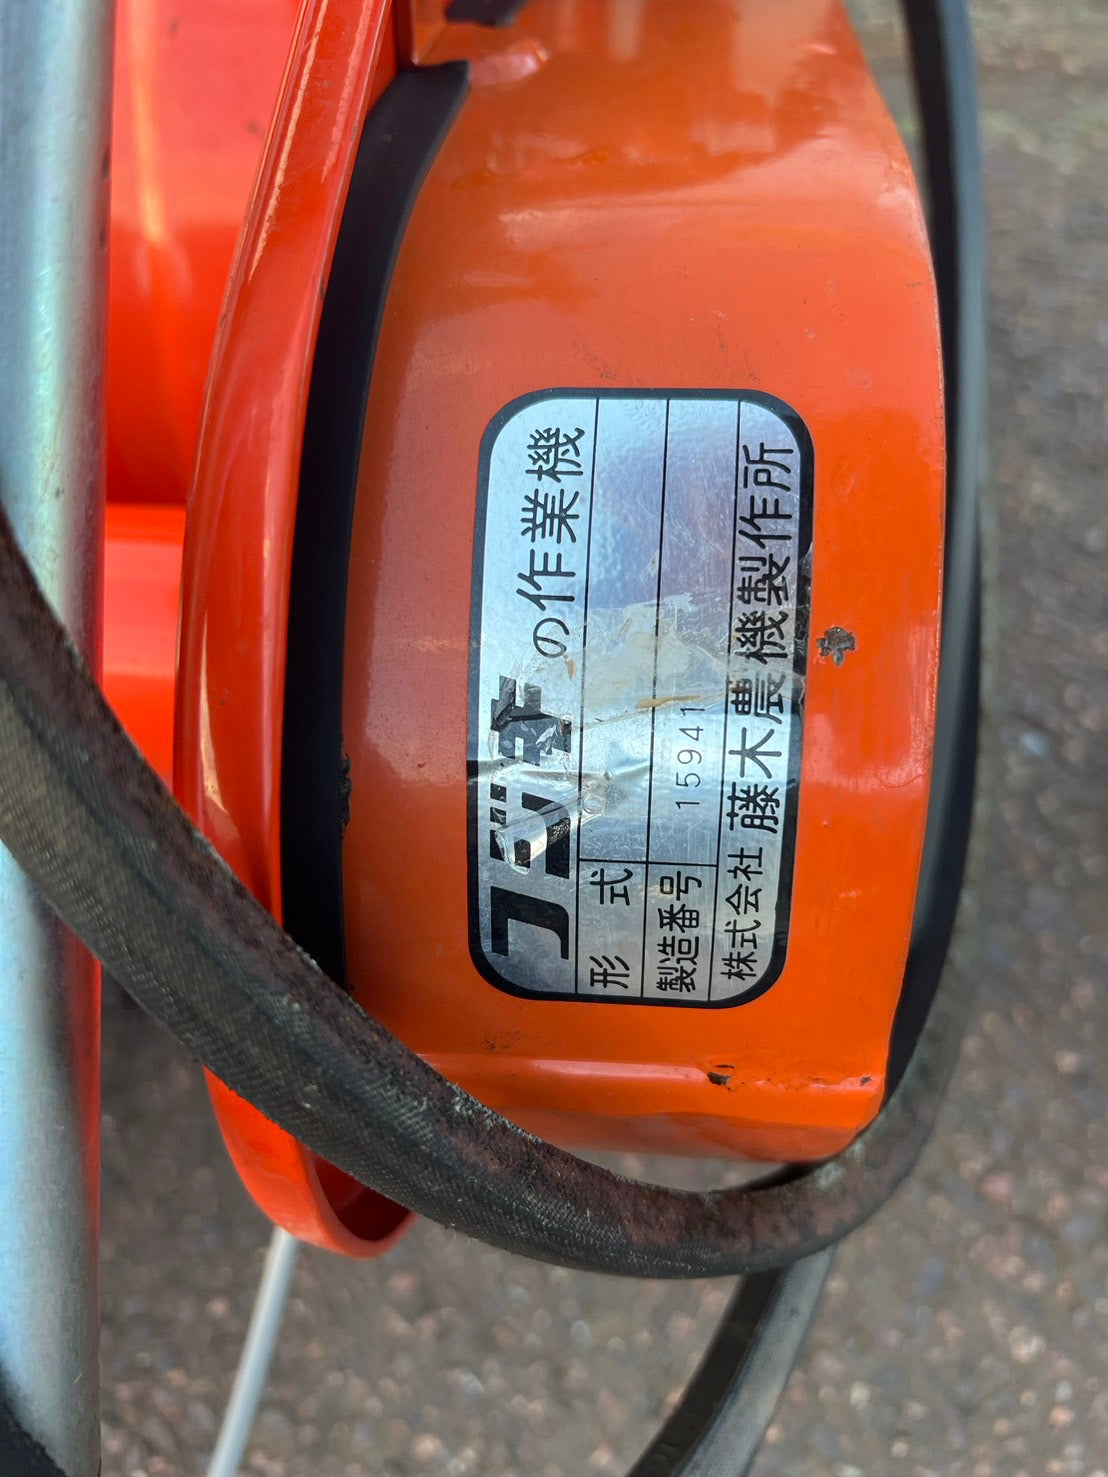 フジキの作業機
形式
製造番号 15941
株式会社 藤木農機製作所